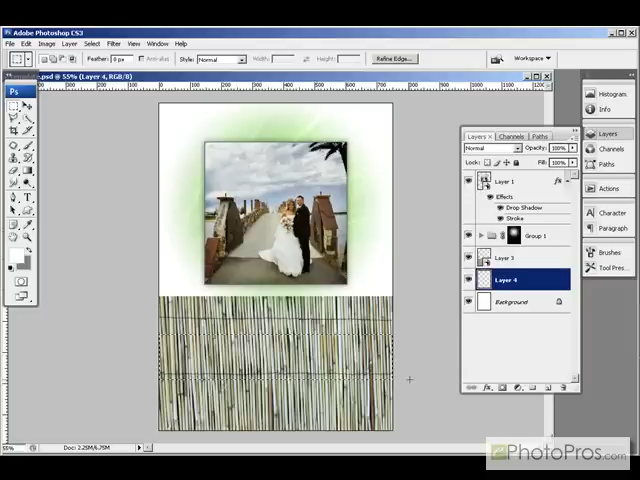 Adobe Photoshop CS3
File Edit Image Layer Select Filter View Window Help
Feather: 0 px Anti-alias Style: Normal Width: Height: Refine Edge... Workspace
.psd @ 55% (Layer 4, RGB/8)
Ps
Histogram
Info
Layers
Channels
Paths
Actions
Character
Paragraph
Brushes
Tool Pres...
Layers × Channels Paths
Normal Opacity: 100%
Lock: Fill: 100%
Layer 1 fx
Effects
Drop Shadow
Stroke
Group 1
Layer 3
Layer 4
Background
55% Doc: 2.25M/6.75M
ePhotoPros.com